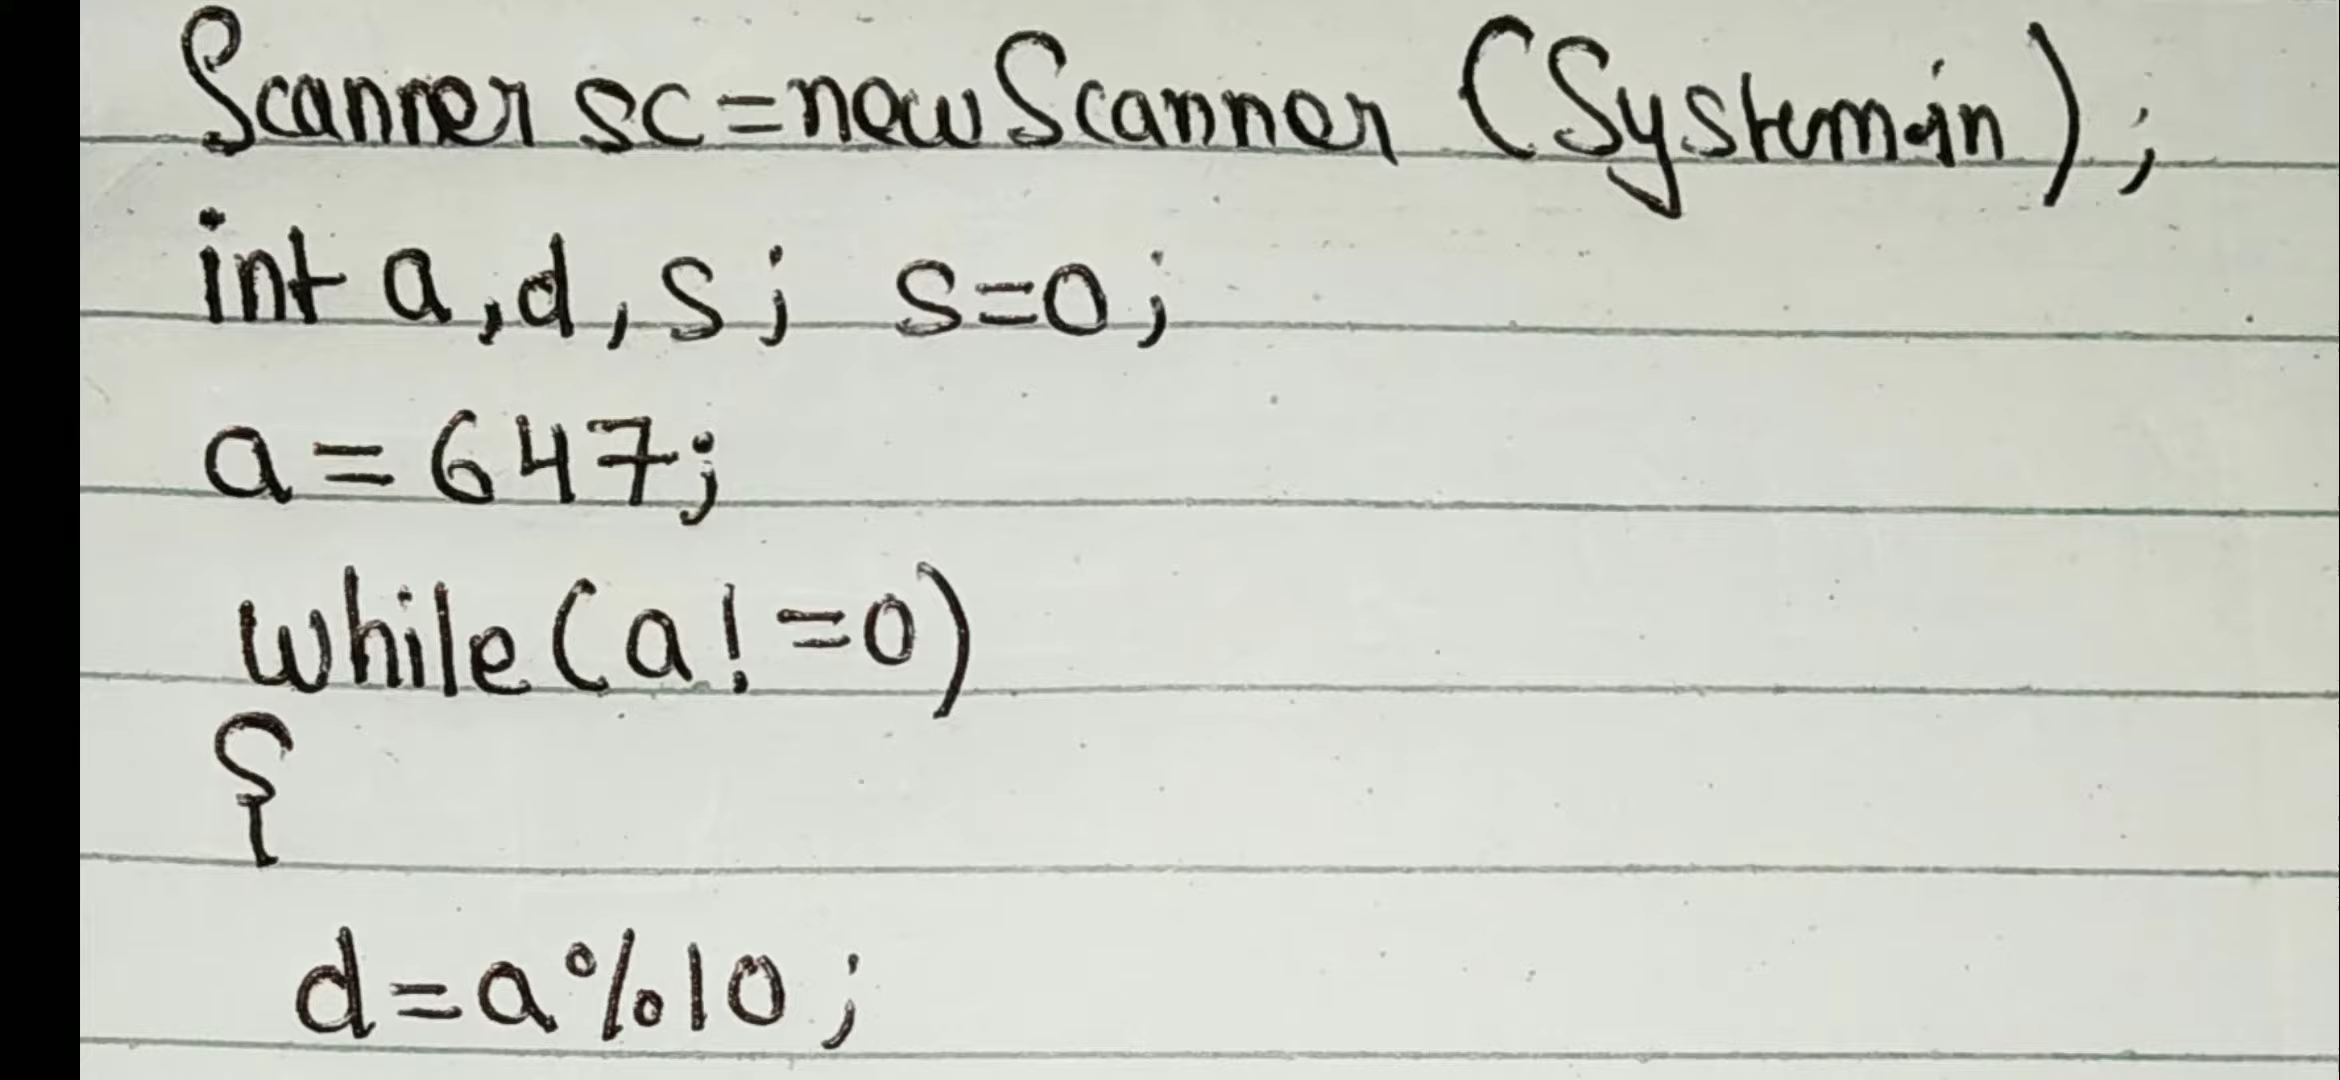 Scanner sc=new Scanner (System.in);
int a,d,s; s=0;
a=647;
while(a!=0)
{
d=a%10;